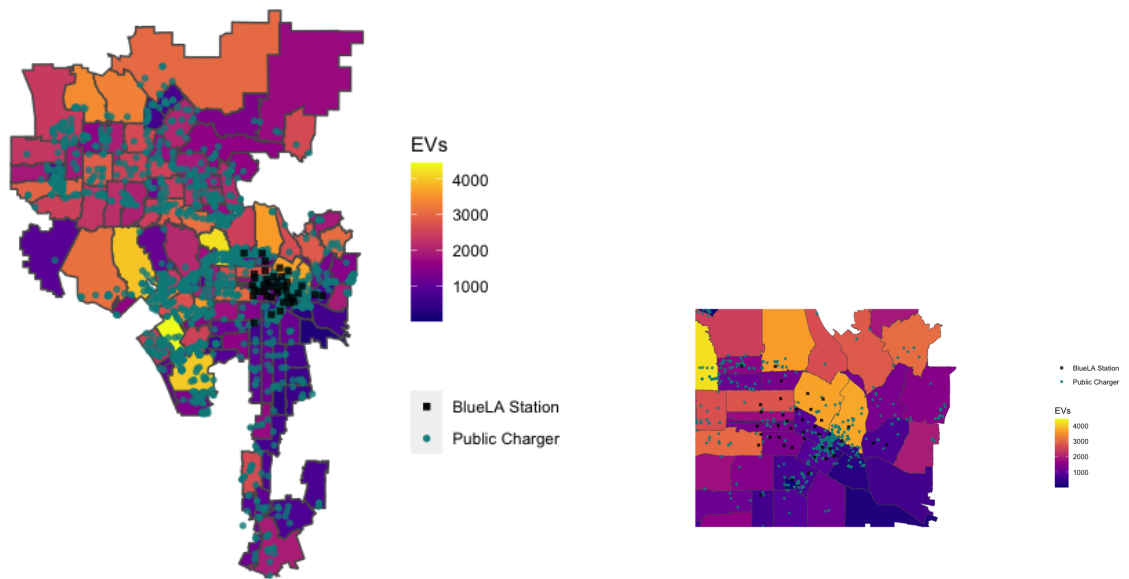 EVs
4000
3000
2000
1000
BlueLA Station
Public Charger
BlueLA Station
Public Charger
EVs
4000
3000
2000
1000